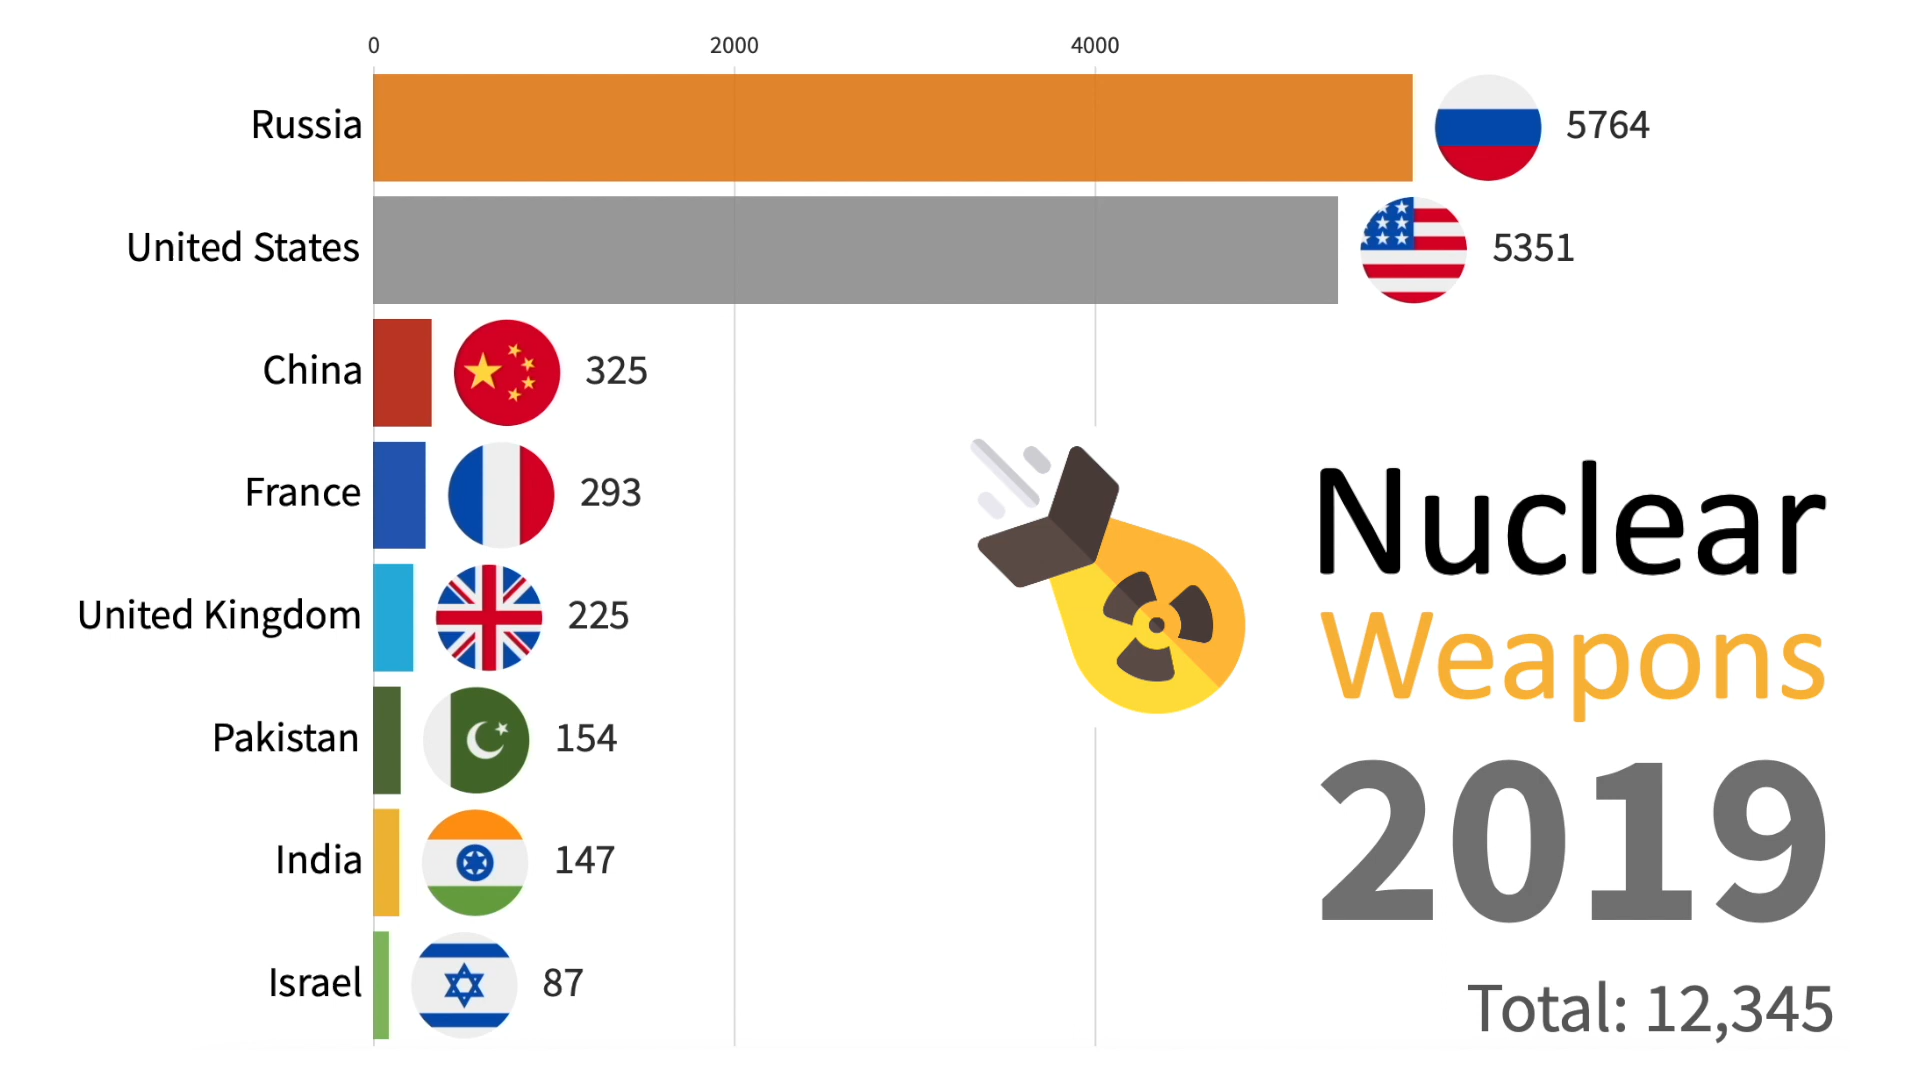 0 2000 4000
Russia 5764
United States 5351
China 325
France 293
United Kingdom 225
Pakistan 154
India 147
Israel 87
Nuclear
Weapons
2019
Total: 12,345